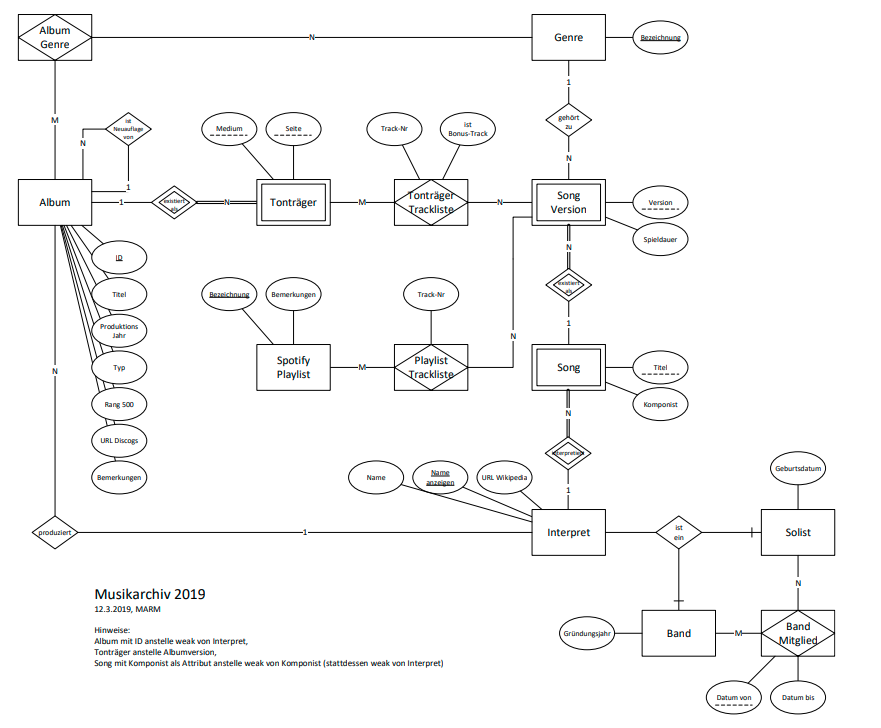 Album
Genre
N
Genre
Bezeichnung
1
M
gehört
zu
ist
Neuauflage
von
N
1
Medium
Seite
Track-Nr
ist
Bonus-Track
N
Album
1
existiert
als
N
Tonträger
M
Tonträger
Trackliste
N
Song
Version
Version
Spieldauer
N
existiert
als
1
ID
Titel
Produktions
Jahr
Typ
Rang 500
URL Discogs
Bemerkungen
Bezeichnung
Bemerkungen
Track-Nr
N
Spotify
Playlist
M
Playlist
Trackliste
Song
Titel
Komponist
N
N
interpretiert
1
Name
Name
anzeigen
URL Wikipedia
Geburtsdatum
produziert
1
Interpret
ist
ein
Solist
N
Gründungsjahr
Band
M
Band
Mitglied
Datum von
Datum bis
Musikarchiv 2019
12.3.2019, MARM
Hinweise:
Album mit ID anstelle weak von Interpret,
Tonträger anstelle Albumversion,
Song mit Komponist als Attribut anstelle weak von Komponist (stattdessen weak von Interpret)